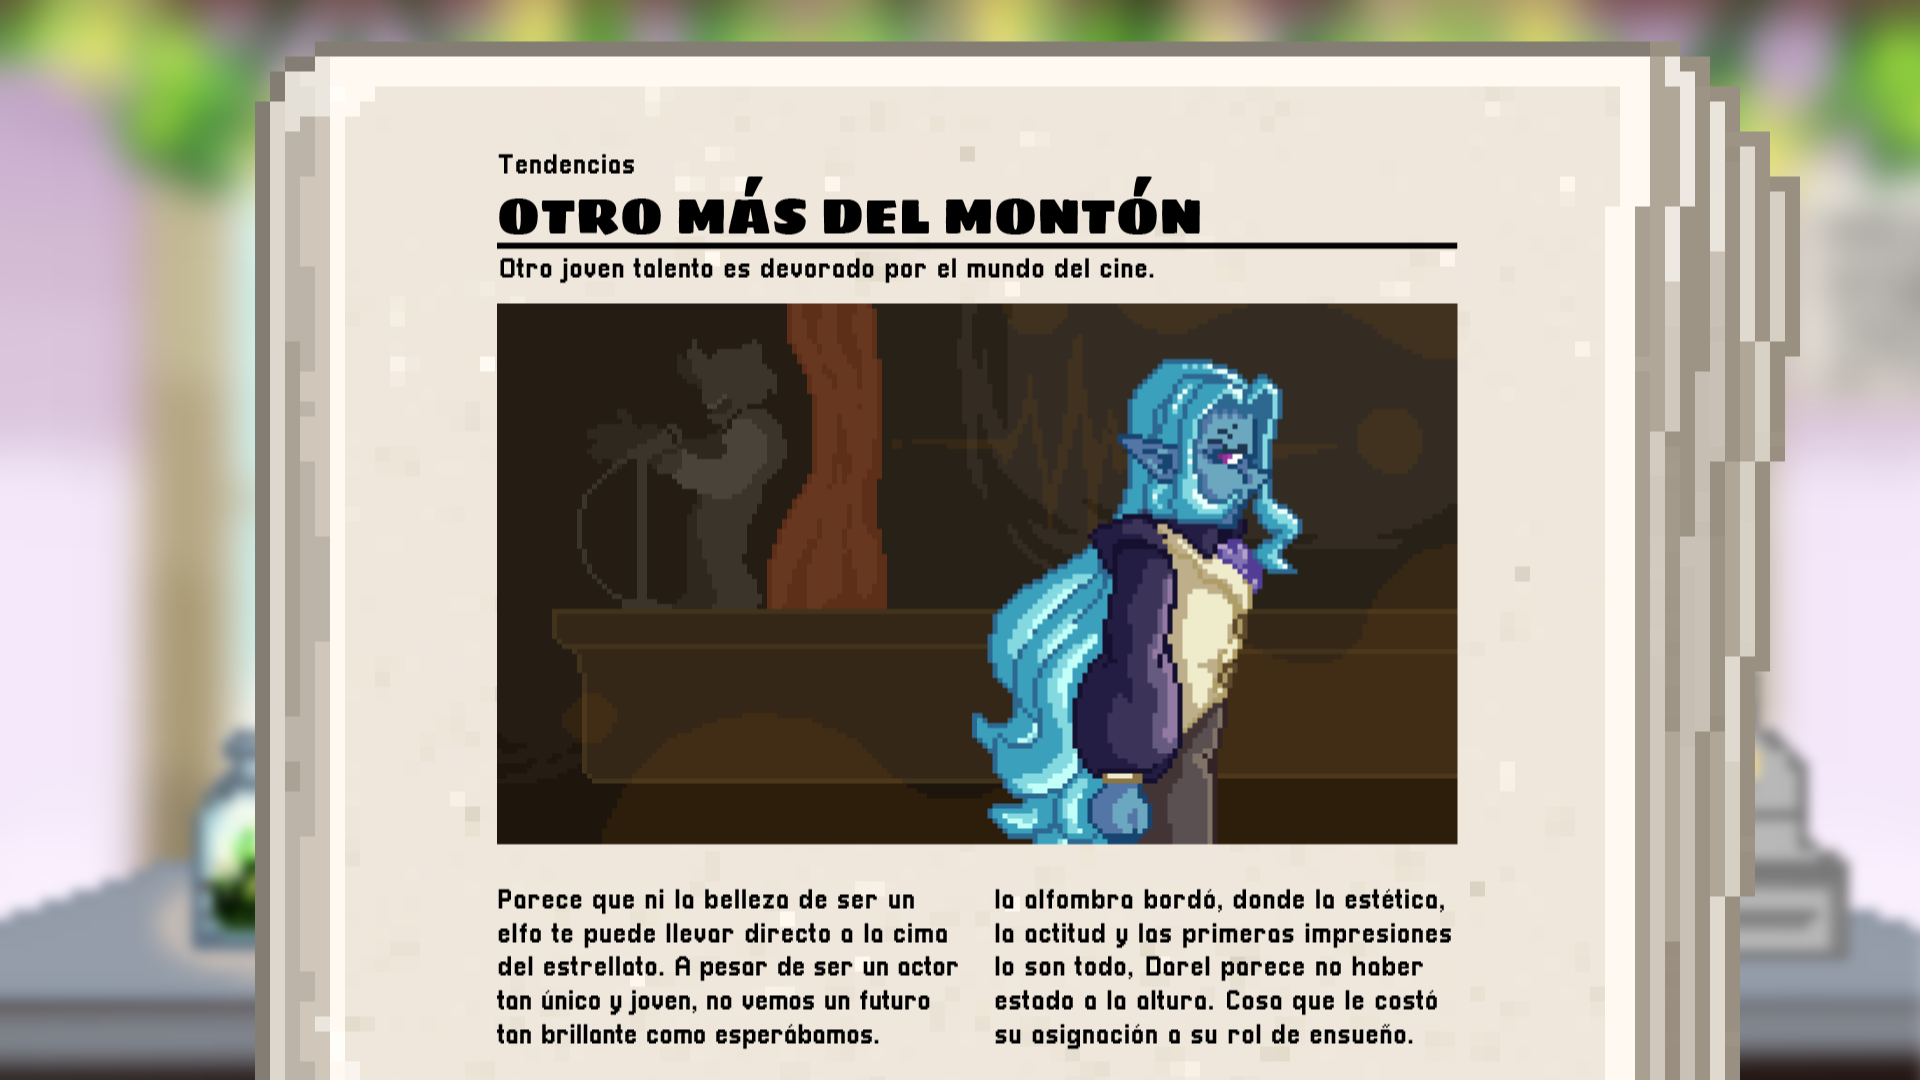 Tendencias
OTRO MÁS DEL MONTÓN
Otro joven talento es devorado por el mundo del cine.
Parece que ni la belleza de ser un
elfo te puede llevar directo a la cima
del estrellato. A pesar de ser un actor
tan único y joven, no vemos un futuro
tan brillante como esperábamos.
la alfombra bordó, donde la estética,
la actitud y las primeras impresiones
lo son todo, Darel parece no haber
estado a la altura. Cosa que le costó
su asignación a su rol de ensueño.